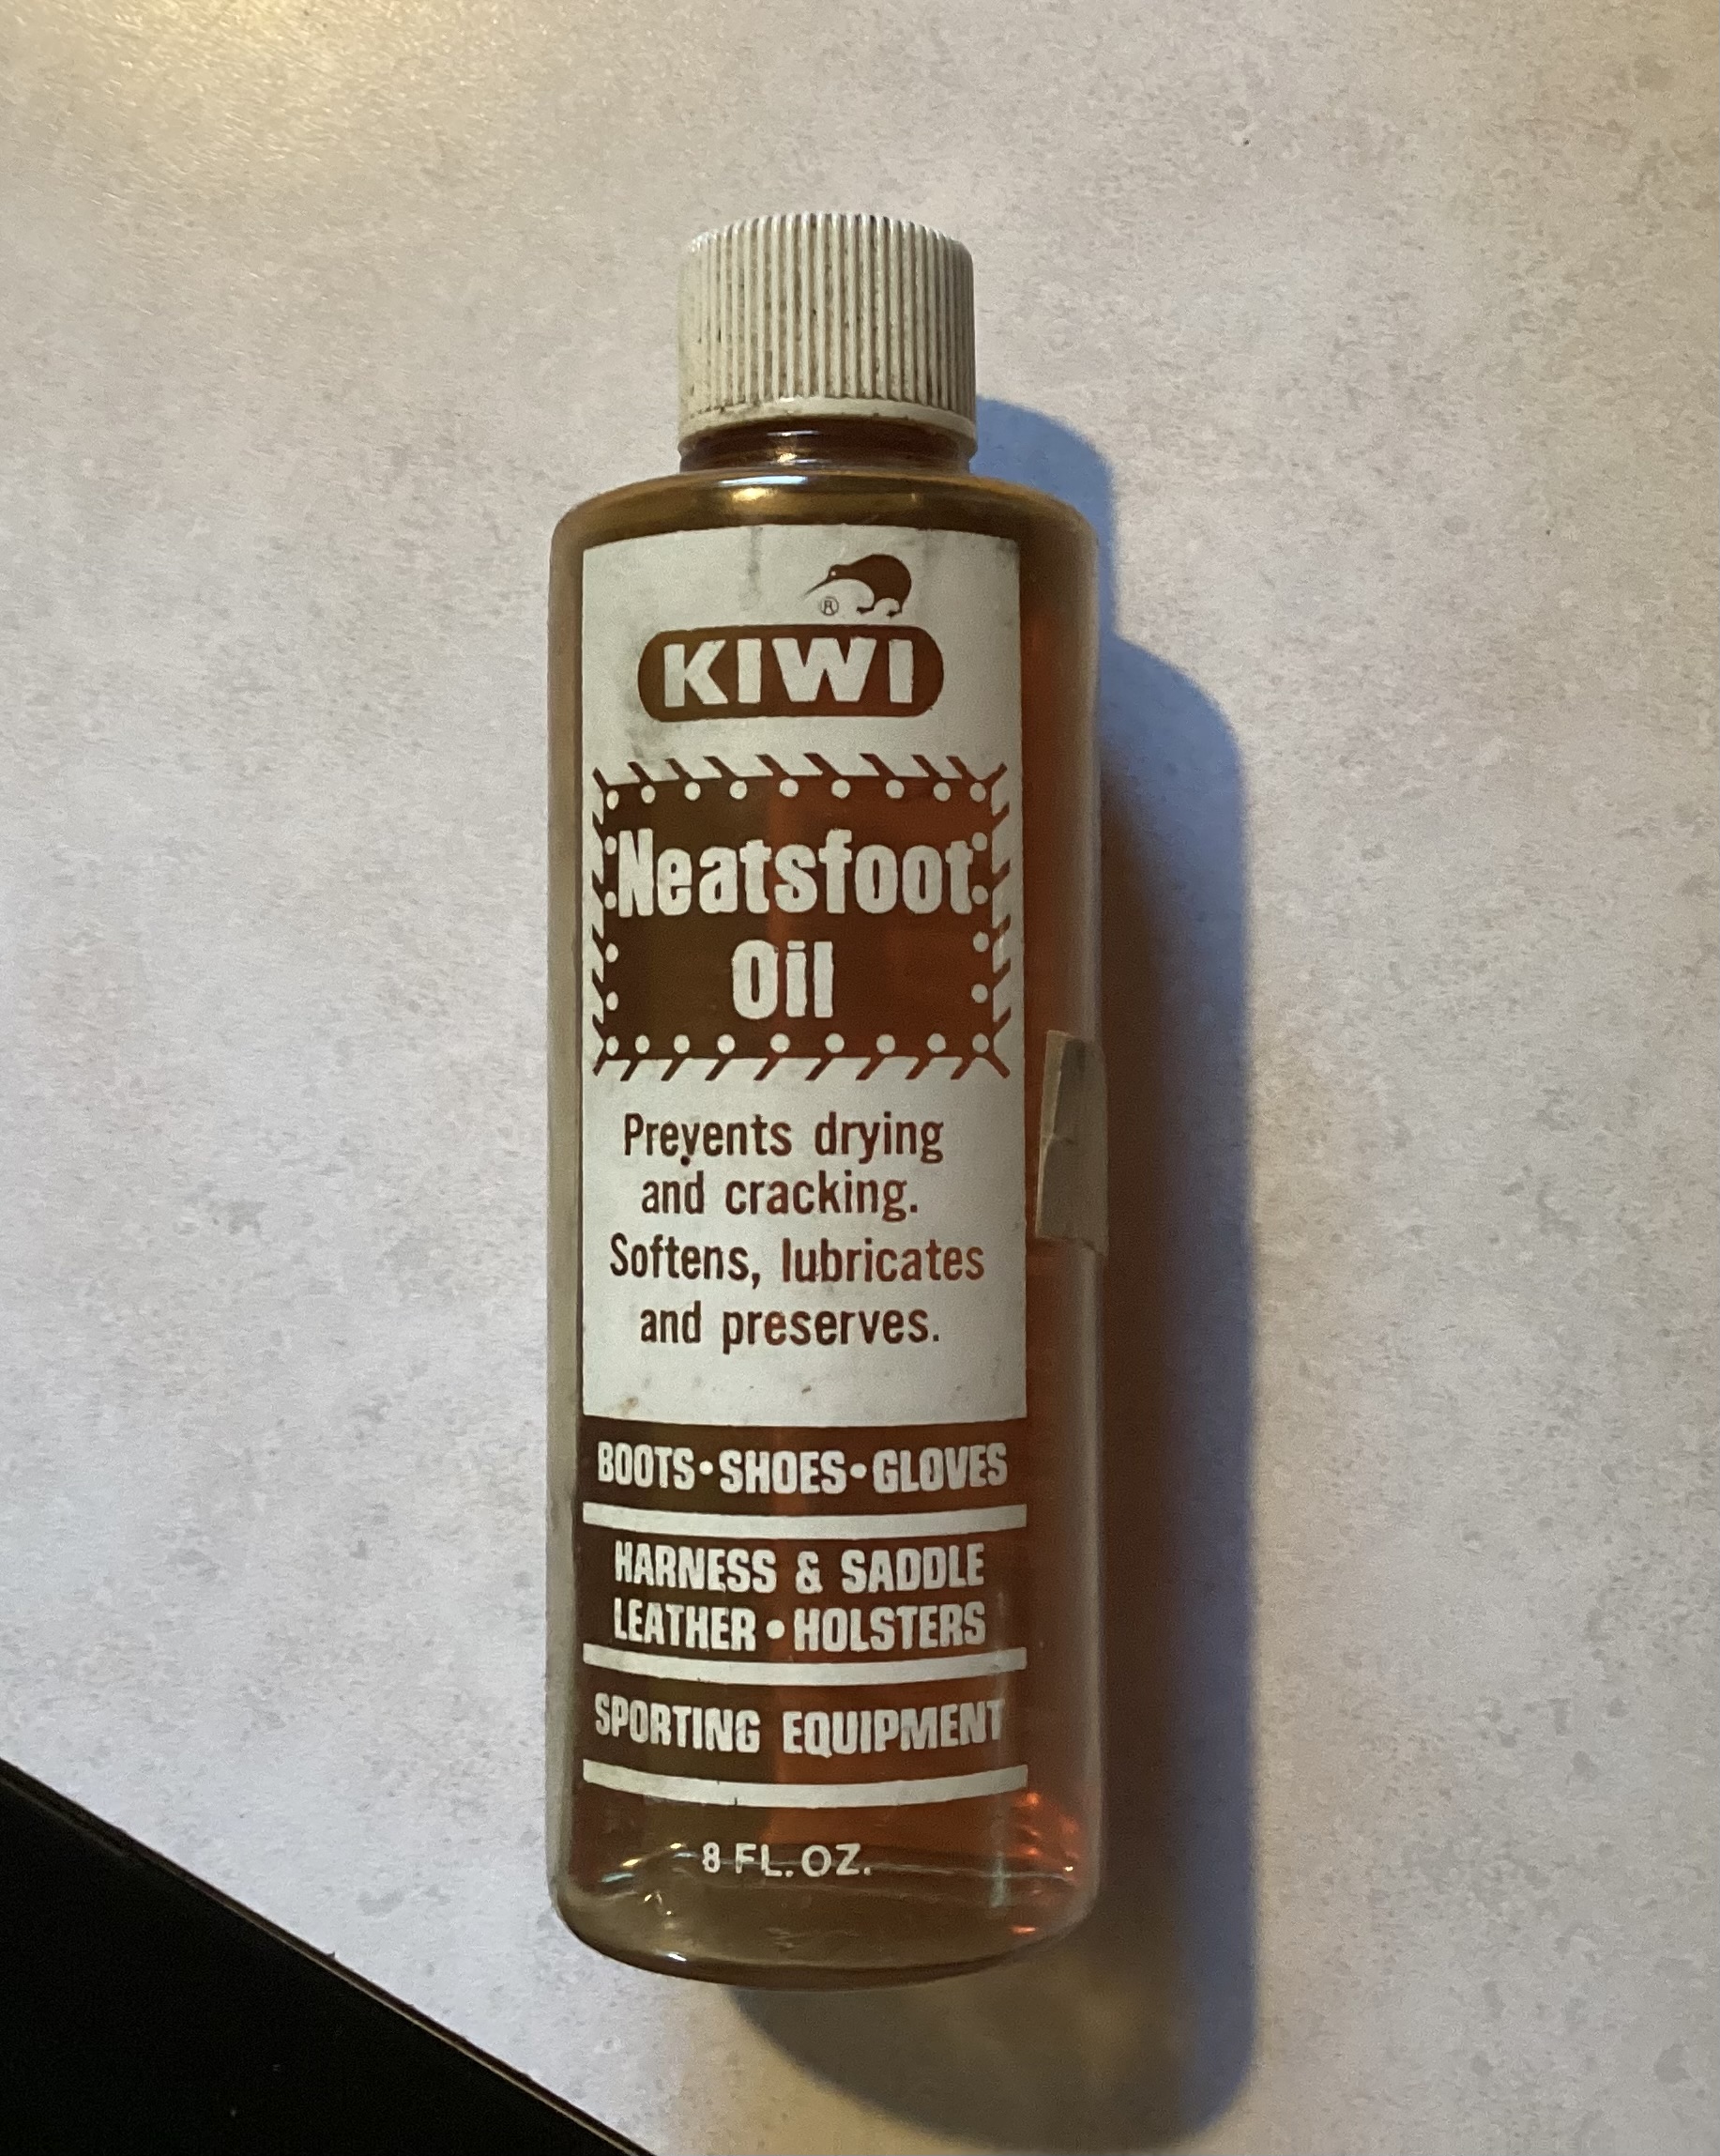 ®
KIWI
Neatsfoot
Oil
Prevents drying
and cracking.
Softens, lubricates
and preserves.
BOOTS•SHOES•GLOVES
HARNESS & SADDLE
LEATHER•HOLSTERS
SPORTING EQUIPMENT
8 FL.OZ.